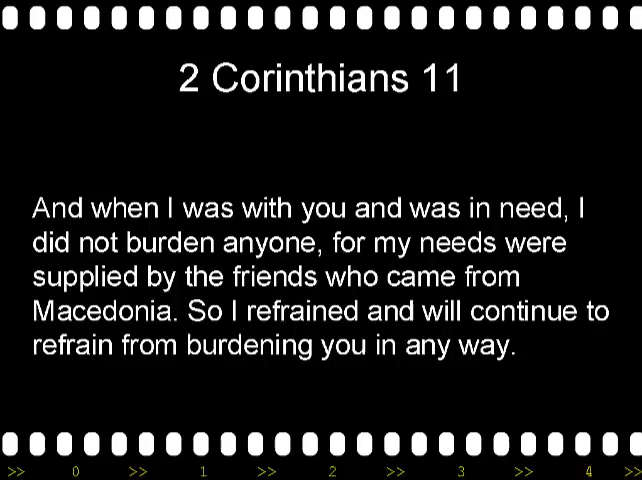 2 Corinthians 11
And when I was with you and was in need, I
did not burden anyone, for my needs were
supplied by the friends who came from
Macedonia. So I refrained and will continue to
refrain from burdening you in any way.
>> 0 >> 1 >> 2 >> 3 >> 4 >>